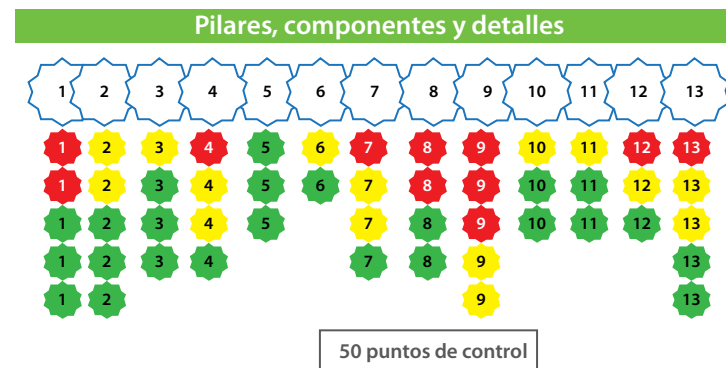 Pilares, componentes y detalles
1 2 3 4 5 6 7 8 9 10 11 12 13
1 2 3 4 5 6 7 8 9 10 11 12 13
1 2 3 4 5 6 7 8 9 10 11 12 13
1 2 3 4 5 7 8 9 10 11 12 13
1 2 3 4 7 8 9 13
1 2 9 13
50 puntos de control